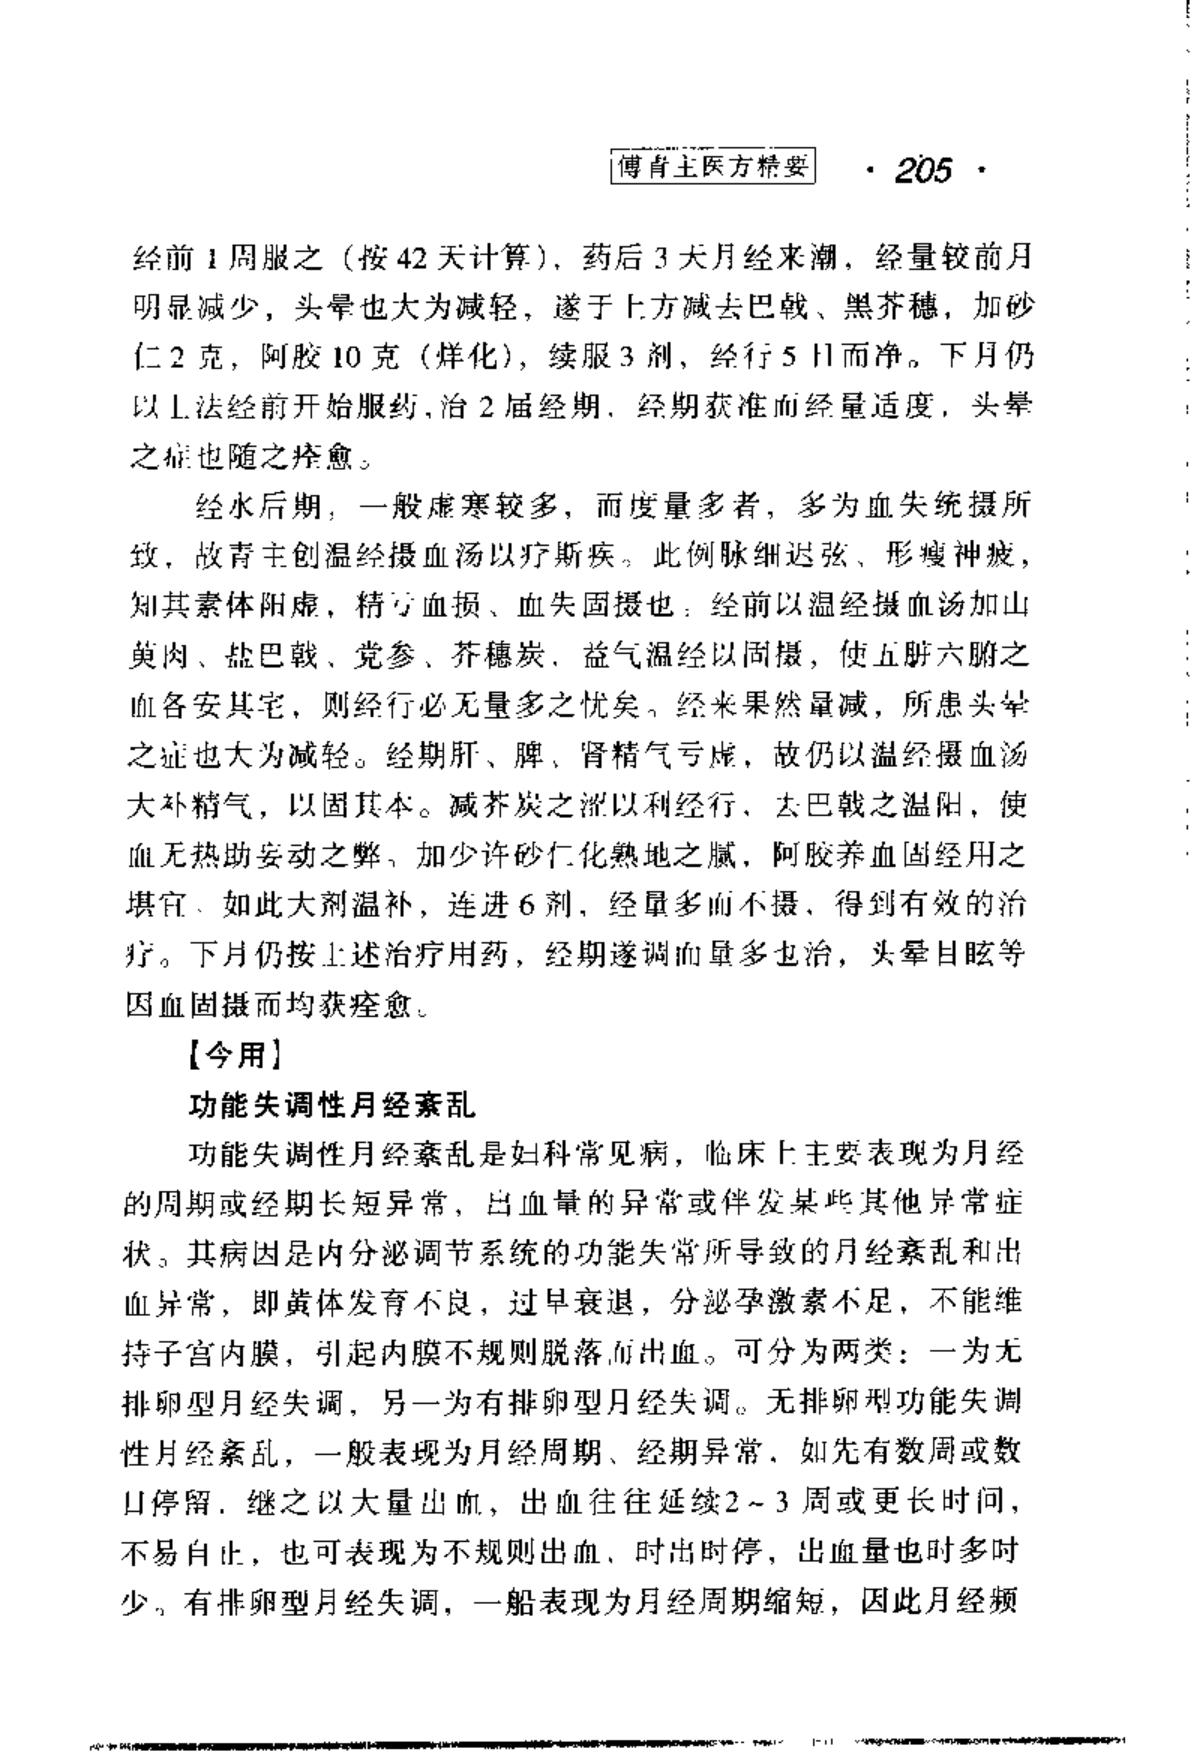 傅青主医方精要 · 205 ·
经前 1 周服之（按 42 天计算），药后 3 天月经来潮，经量较前月
明显减少，头晕也大为减轻，遂于上方减去巴戟、黑芥穗，加砂
仁 2 克，阿胶 10 克（烊化），续服 3 剂，经行 5 日而净。下月仍
以上法经前开始服药，治 2 届经期，经期获准而经量适度，头晕
之症也随之痊愈。
经水后期，一般虚寒较多，而度量多者，多为血失统摄所
致，故青主创温经摄血汤以疗斯疾。此例脉细迟弦、形瘦神疲，
知其素体阳虚，精亏血损、血失固摄也；经前以温经摄血汤加山
萸肉、盐巴戟、党参、芥穗炭，益气温经以固摄，使五脏六腑之
血各安其宅，则经行必无量多之忧矣。经来果然量减，所患头晕
之症也大为减轻。经期肝、脾、肾精气亏虚，故仍以温经摄血汤
大补精气，以固其本。减芥炭之涩以利经行，去巴戟之温阳，使
血无热助妄动之弊，加少许砂仁化熟地之腻，阿胶养血固经用之
堪宜。如此大剂温补，连进 6 剂，经量多而不摄，得到有效的治
疗。下月仍按上述治疗用药，经期遂调而量多也治，头晕目眩等
因血固摄而均获痊愈。
【今用】
功能失调性月经紊乱
功能失调性月经紊乱是妇科常见病，临床上主要表现为月经
的周期或经期长短异常，出血量的异常或伴发某些其他异常症
状。其病因是内分泌调节系统的功能失常所导致的月经紊乱和出
血异常，即黄体发育不良，过早衰退，分泌孕激素不足，不能维
持子宫内膜，引起内膜不规则脱落而出血。可分为两类：一为无
排卵型月经失调，另一为有排卵型月经失调。无排卵型功能失调
性月经紊乱，一般表现为月经周期、经期异常，如先有数周或数
日停留，继之以大量出血，出血往往延续2～3 周或更长时间，
不易自止，也可表现为不规则出血，时出时停，出血量也时多时
少。有排卵型月经失调，一船表现为月经周期缩短，因此月经频